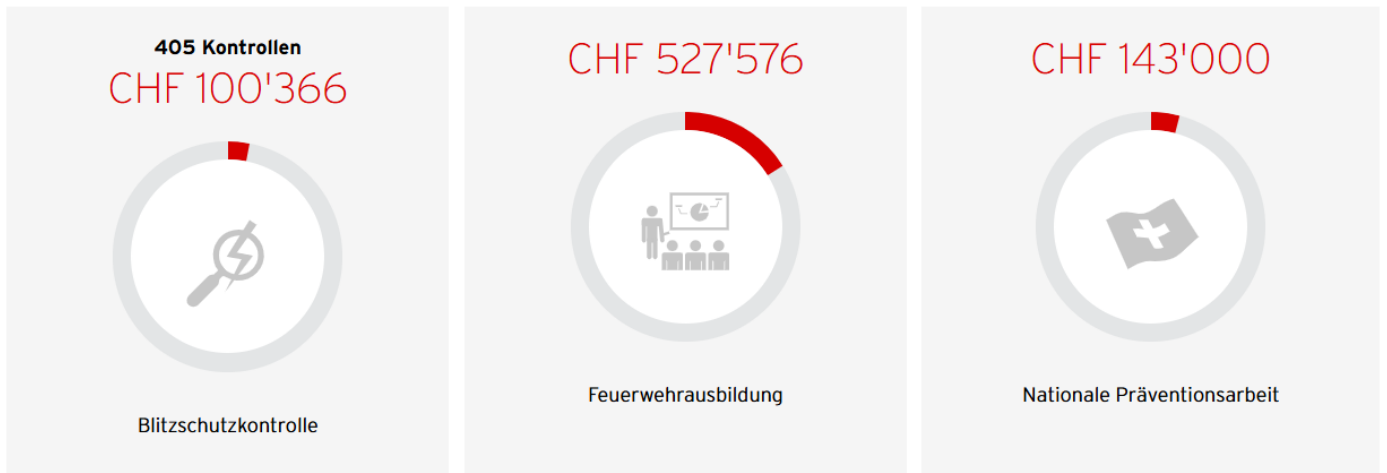 405 Kontrollen
CHF 100'366
Blitzschutzkontrolle
CHF 527'576
Feuerwehrausbildung
CHF 143'000
Nationale Präventionsarbeit